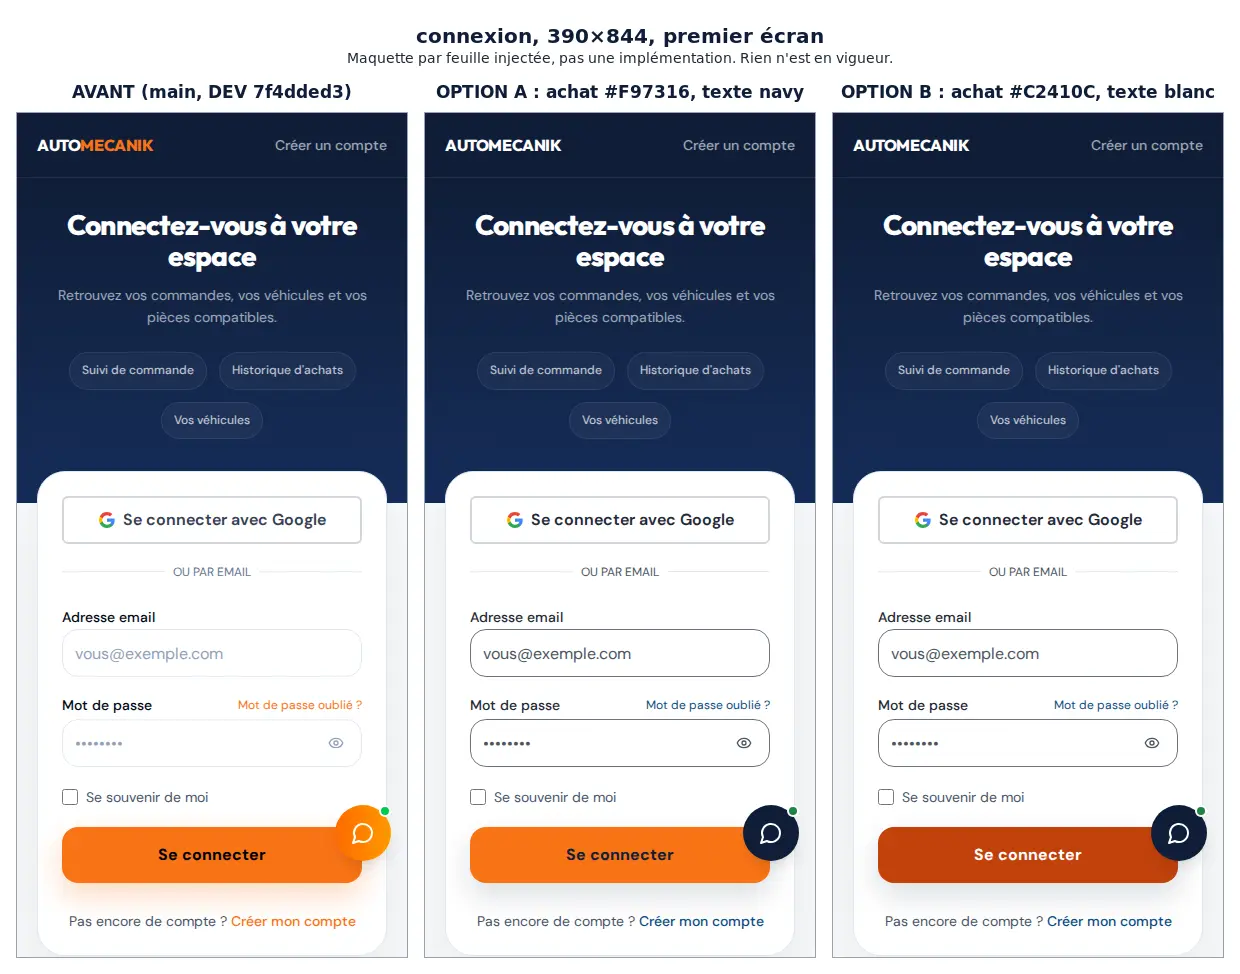 connexion, 390×844, premier écran
Maquette par feuille injectée, pas une implémentation. Rien n'est en vigueur.
AVANT (main, DEV 7f4dded3)
AUTOMECANIK
Créer un compte
Connectez-vous à votre
espace
Retrouvez vos commandes, vos véhicules et vos
pièces compatibles.
Suivi de commande
Historique d'achats
Vos véhicules
Se connecter avec Google
OU PAR EMAIL
Adresse email
vous@exemple.com
Mot de passe
Mot de passe oublié ?
••••••••
Se souvenir de moi
Se connecter
Pas encore de compte ? Créer mon compte
OPTION A : achat #F97316, texte navy
AUTOMECANIK
Créer un compte
Connectez-vous à votre
espace
Retrouvez vos commandes, vos véhicules et vos
pièces compatibles.
Suivi de commande
Historique d'achats
Vos véhicules
Se connecter avec Google
OU PAR EMAIL
Adresse email
vous@exemple.com
Mot de passe
Mot de passe oublié ?
••••••••
Se souvenir de moi
Se connecter
Pas encore de compte ? Créer mon compte
OPTION B : achat #C2410C, texte blanc
AUTOMECANIK
Créer un compte
Connectez-vous à votre
espace
Retrouvez vos commandes, vos véhicules et vos
pièces compatibles.
Suivi de commande
Historique d'achats
Vos véhicules
Se connecter avec Google
OU PAR EMAIL
Adresse email
vous@exemple.com
Mot de passe
Mot de passe oublié ?
••••••••
Se souvenir de moi
Se connecter
Pas encore de compte ? Créer mon compte